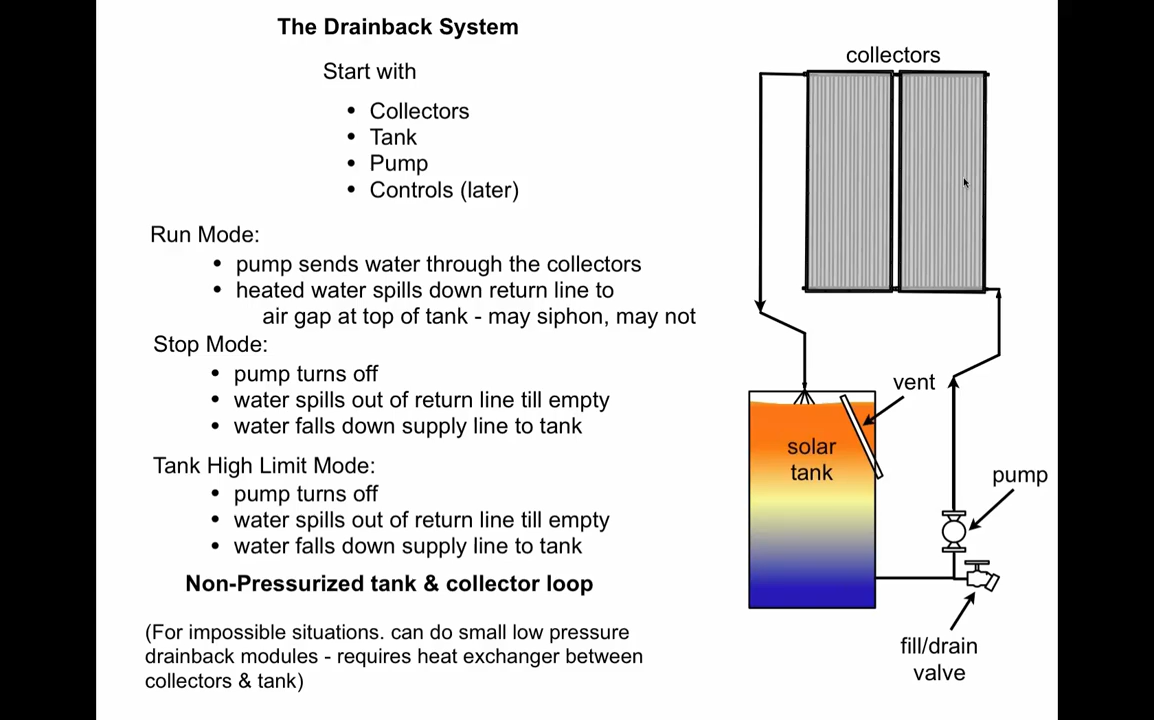 The Drainback System
Start with
• Collectors
• Tank
• Pump
• Controls (later)
Run Mode:
• pump sends water through the collectors
• heated water spills down return line to
air gap at top of tank - may siphon, may not
Stop Mode:
• pump turns off
• water spills out of return line till empty
• water falls down supply line to tank
Tank High Limit Mode:
• pump turns off
• water spills out of return line till empty
• water falls down supply line to tank
Non-Pressurized tank & collector loop
(For impossible situations. can do small low pressure
drainback modules - requires heat exchanger between
collectors & tank)
collectors
vent
solar
tank
pump
fill/drain
valve